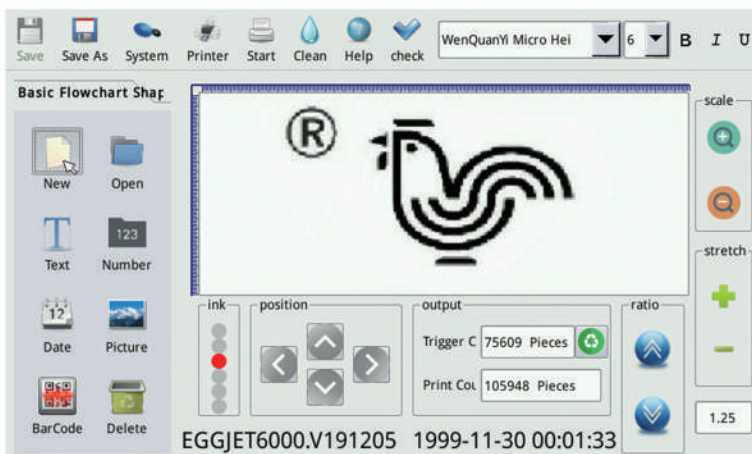 Save Save As System Printer Start Clean Help check WenQuanYi Micro Hei 6 B I U
Basic Flowchart Shap
New Open
Text Number
Date Picture
BarCode Delete
123
12
®
scale
stretch
1.25
ink position output ratio
Trigger C 75609 Pieces
Print Cou 105948 Pieces
EGGJET6000.V191205 1999-11-30 00:01:33